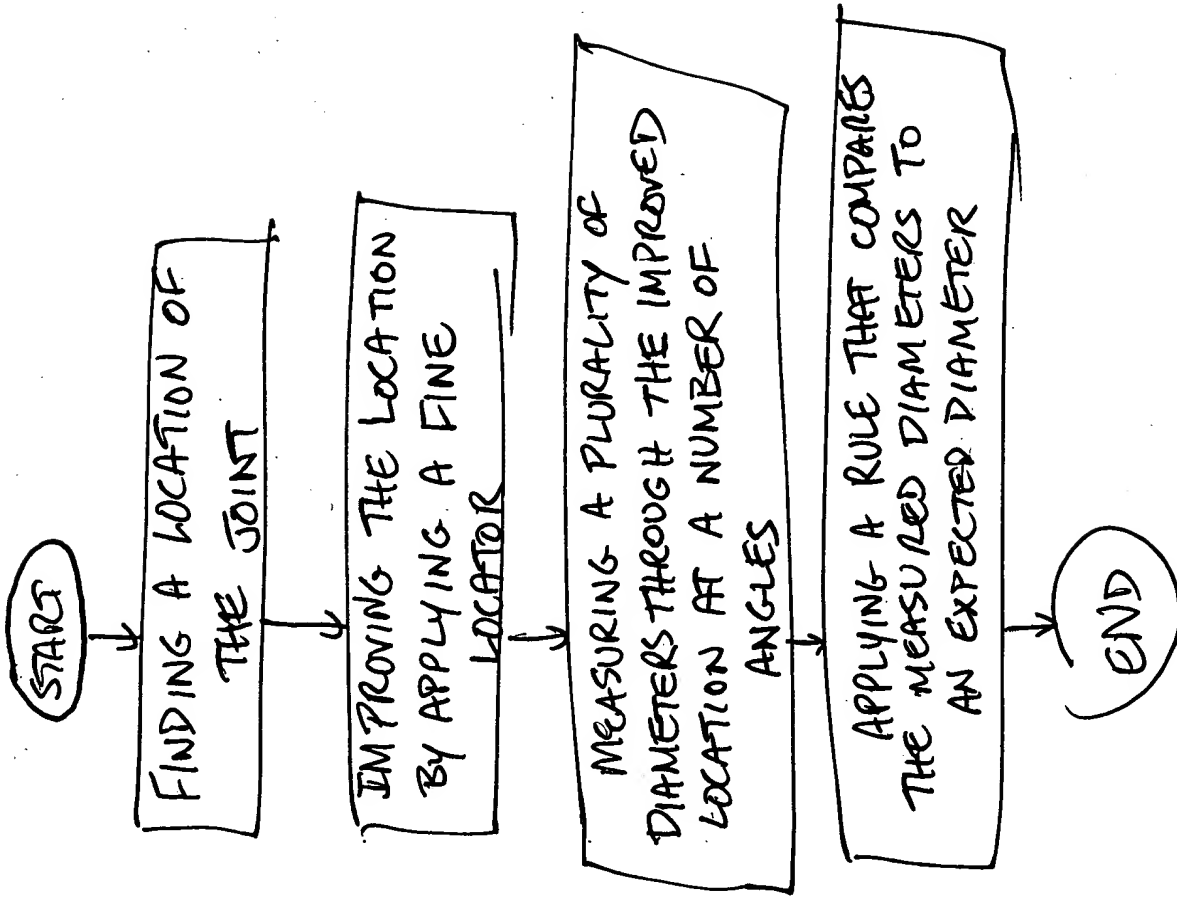 START
FINDING A LOCATION OF
THE JOINT
IMPROVING THE LOCATION
BY APPLYING A FINE
LOCATOR
MEASURING A PLURALITY OF
DIAMETERS THROUGH THE IMPROVED
LOCATION AT A NUMBER OF
ANGLES
APPLYING A RULE THAT COMPARES
THE MEASURED DIAMETERS TO
AN EXPECTED DIAMETER
END